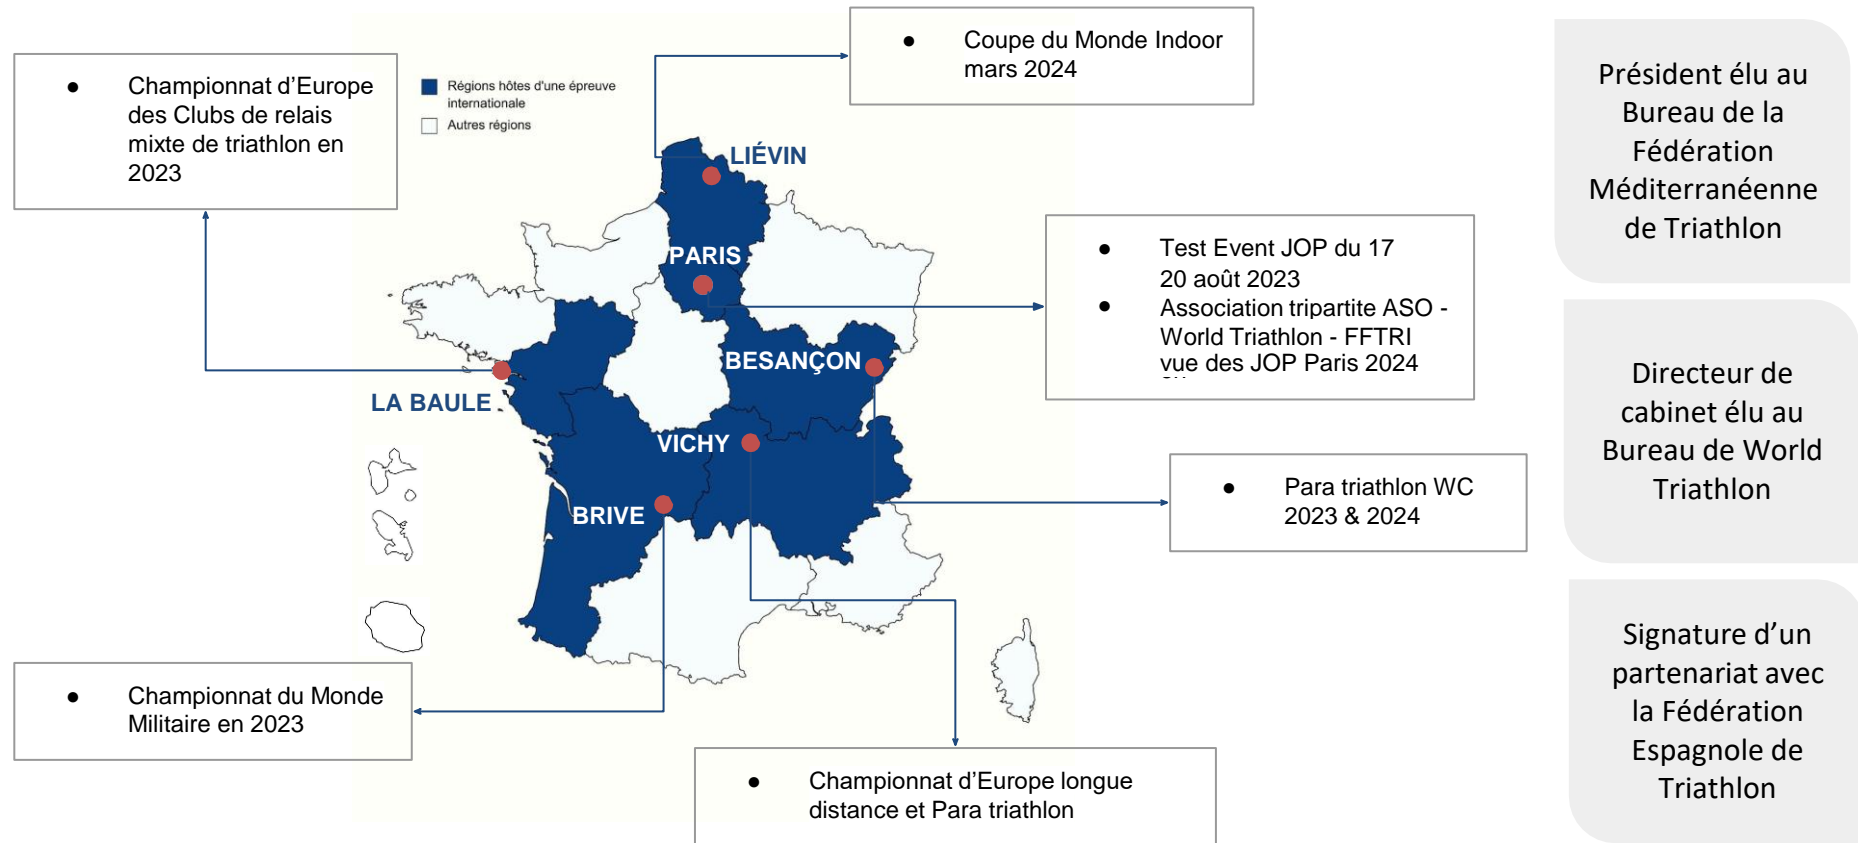 ● Coupe du Monde Indoor
mars 2024
● Championnat d’Europe
des Clubs de relais
mixte de triathlon en
2023
Régions hôtes d'une épreuve
internationale
Autres régions
LIÉVIN
PARIS
BESANÇON
LA BAULE
VICHY
BRIVE
● Test Event JOP du 17
20 août 2023
● Association tripartite ASO -
World Triathlon - FFTRI
vue des JOP Paris 2024
● Para triathlon WC
2023 & 2024
● Championnat du Monde
Militaire en 2023
● Championnat d’Europe longue
distance et Para triathlon
Président élu au
Bureau de la
Fédération
Méditerranéenne
de Triathlon
Directeur de
cabinet élu au
Bureau de World
Triathlon
Signature d’un
partenariat avec
la Fédération
Espagnole de
Triathlon